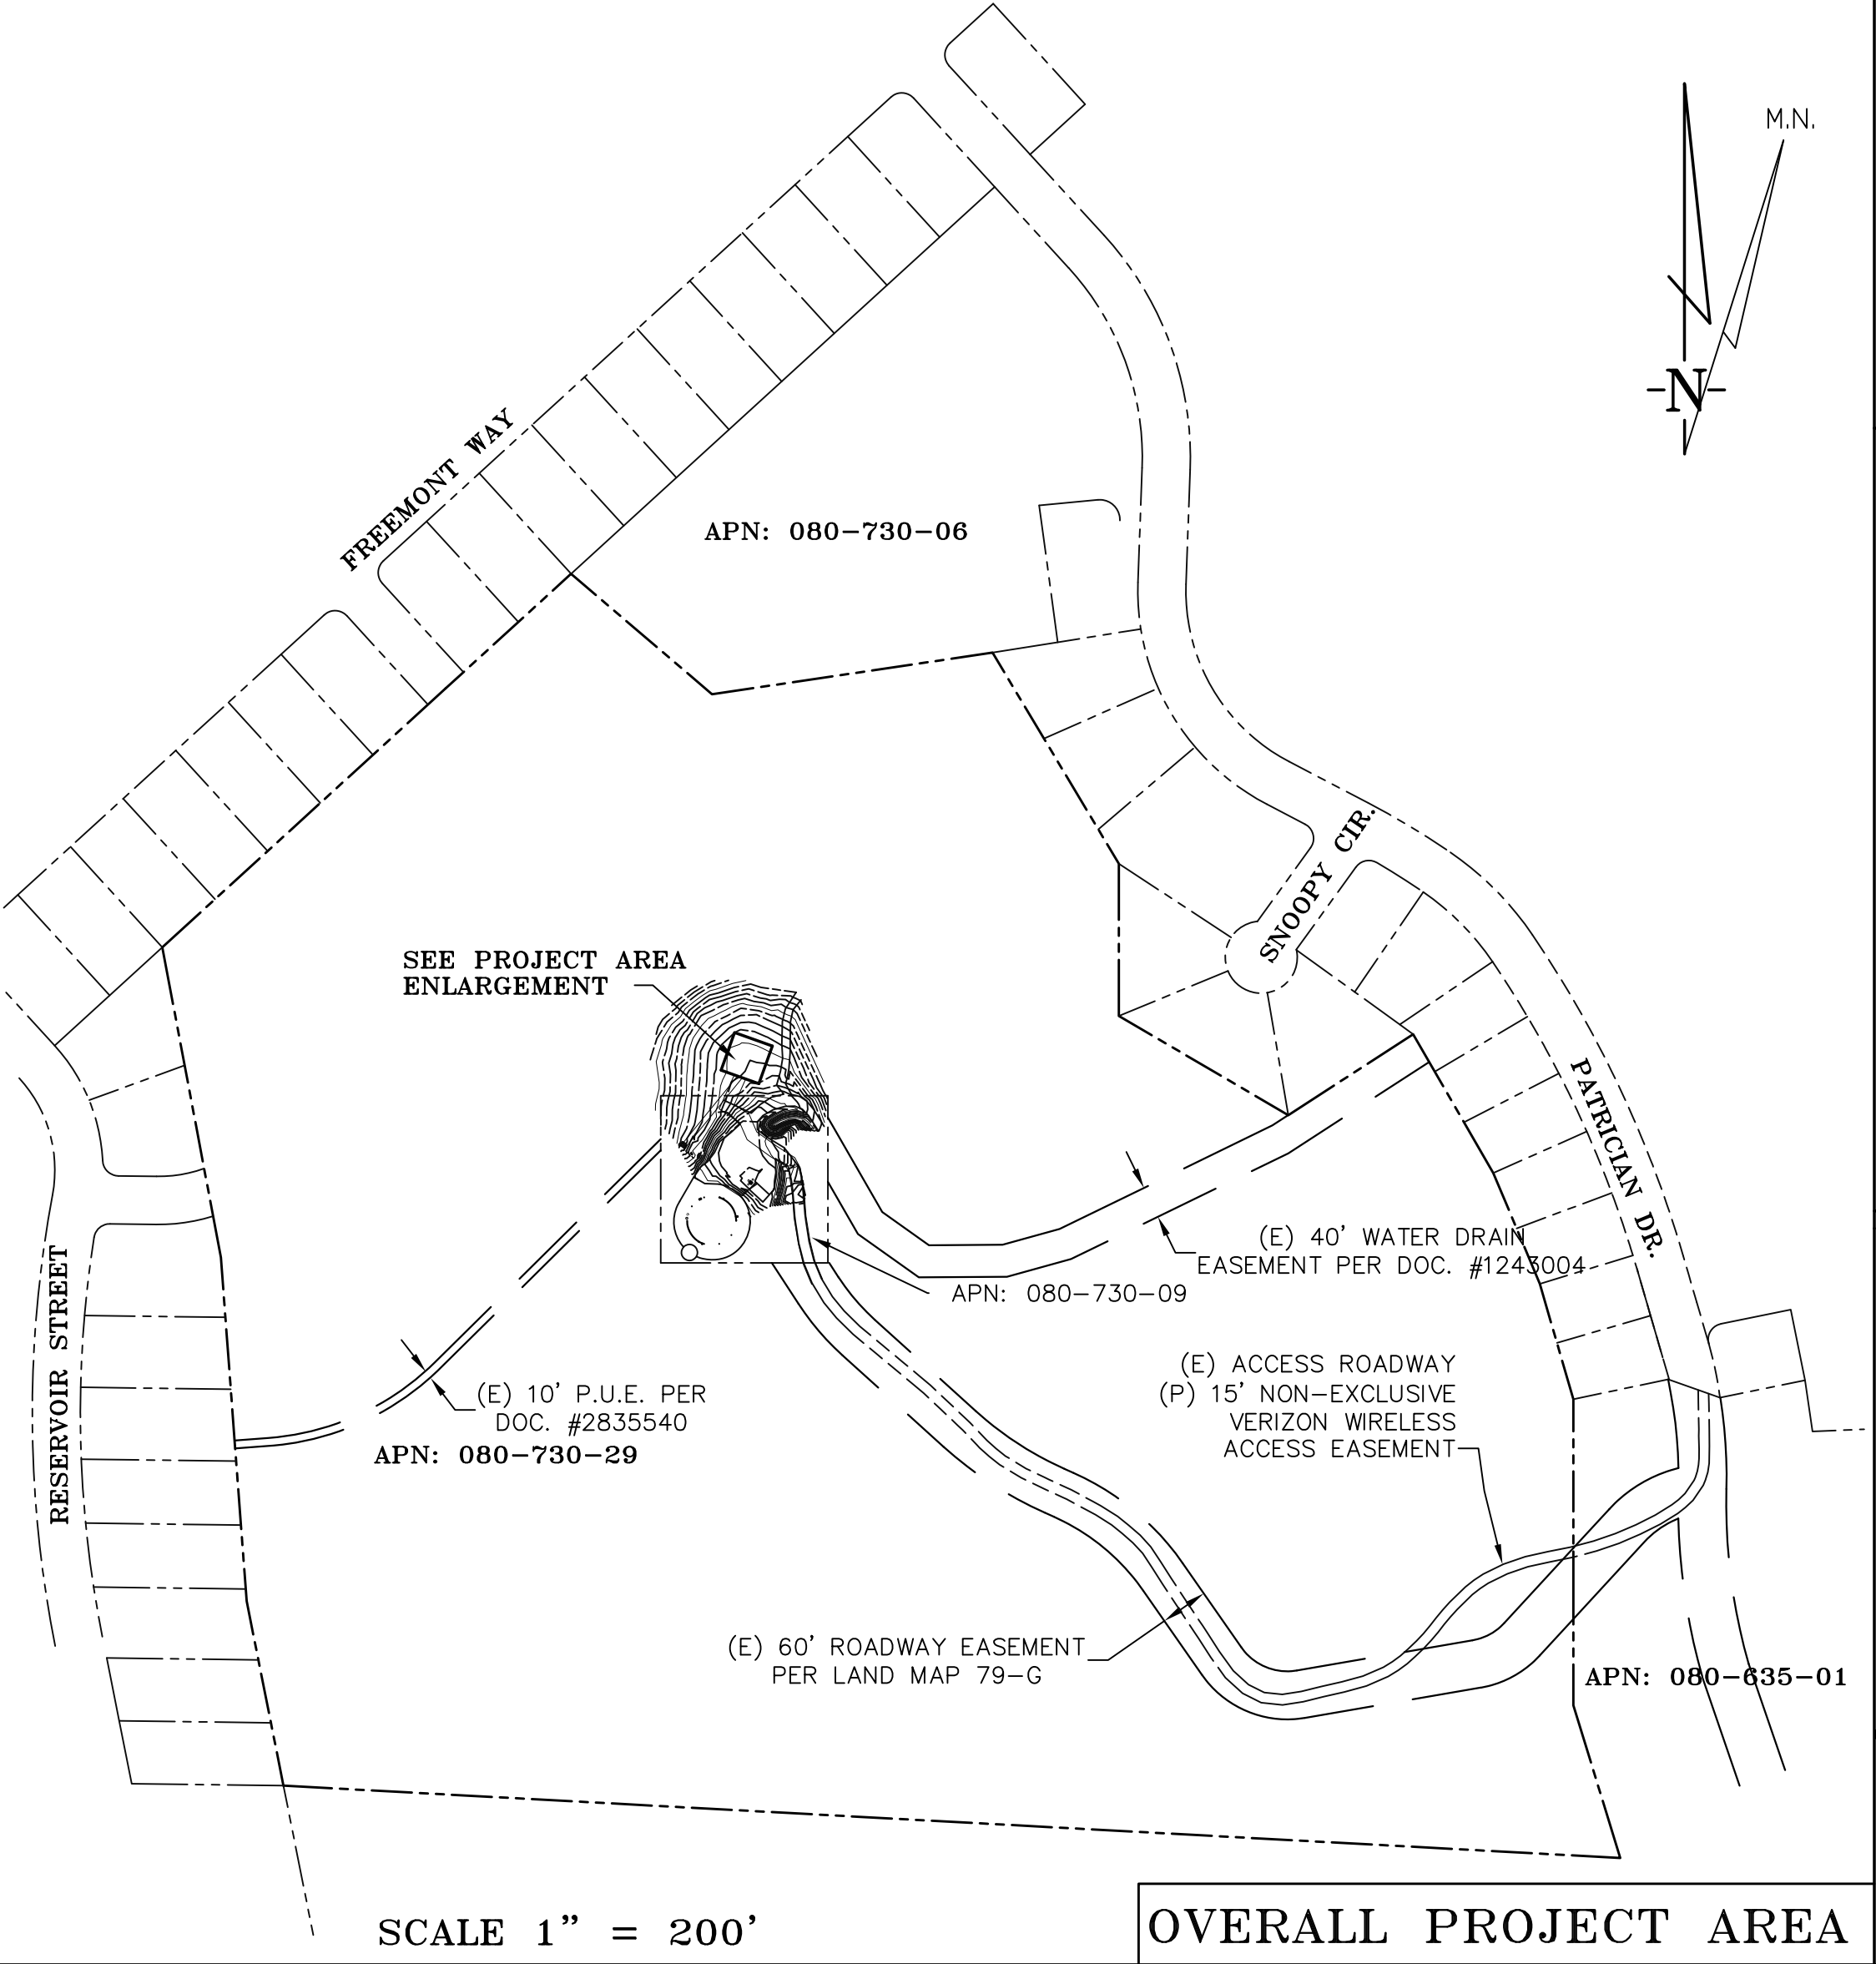 M.N.
-N-
FREEMONT WAY
APN: 080-730-06
SNOOPY CIR.
SEE PROJECT AREA
ENLARGEMENT
PATRICIAN DR.
(E) 40' WATER DRAIN
EASEMENT PER DOC. #1243004
APN: 080-730-09
RESERVOIR STREET
(E) 10' P.U.E. PER
DOC. #2835540
APN: 080-730-29
(E) ACCESS ROADWAY
(P) 15' NON-EXCLUSIVE
VERIZON WIRELESS
ACCESS EASEMENT
(E) 60' ROADWAY EASEMENT
PER LAND MAP 79-G
APN: 080-635-01
SCALE 1" = 200'
OVERALL PROJECT AREA